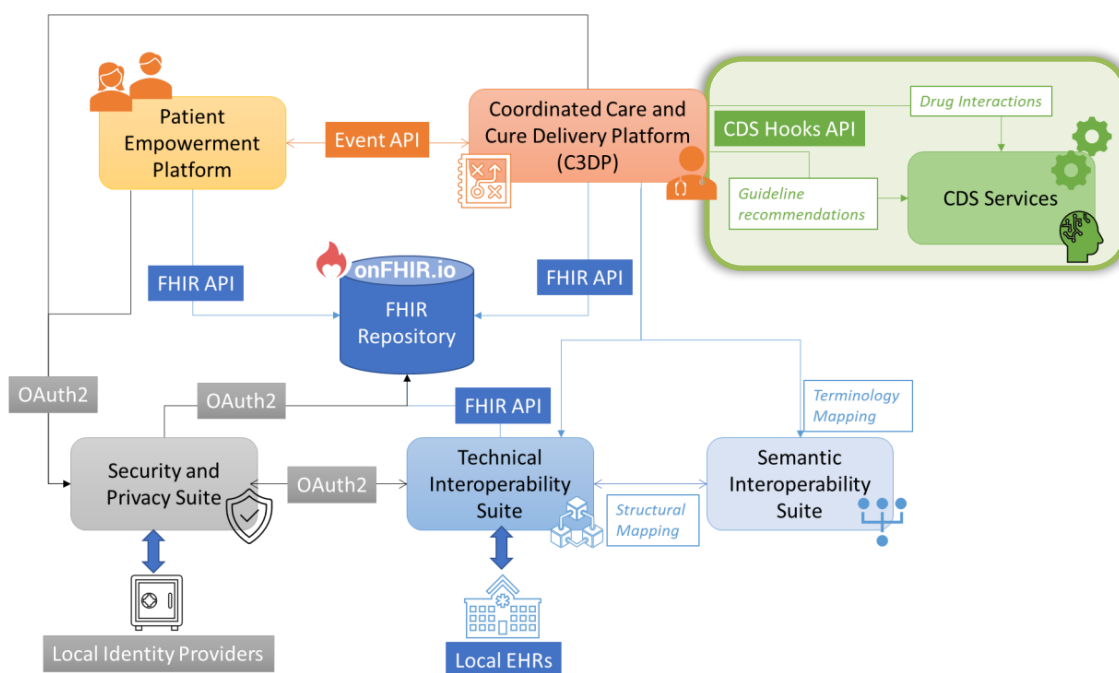 Patient
Empowerment
Platform
Event API
Coordinated Care and
Cure Delivery Platform
(C3DP)
CDS Hooks API
Drug Interactions
Guideline
recommendations
CDS Services
onFHIR.io
FHIR
Repository
FHIR API
FHIR API
OAuth2
OAuth2
FHIR API
Terminology
Mapping
Security and
Privacy Suite
OAuth2
Technical
Interoperability
Suite
Structural
Mapping
Semantic
Interoperability
Suite
Local Identity Providers
Local EHRs